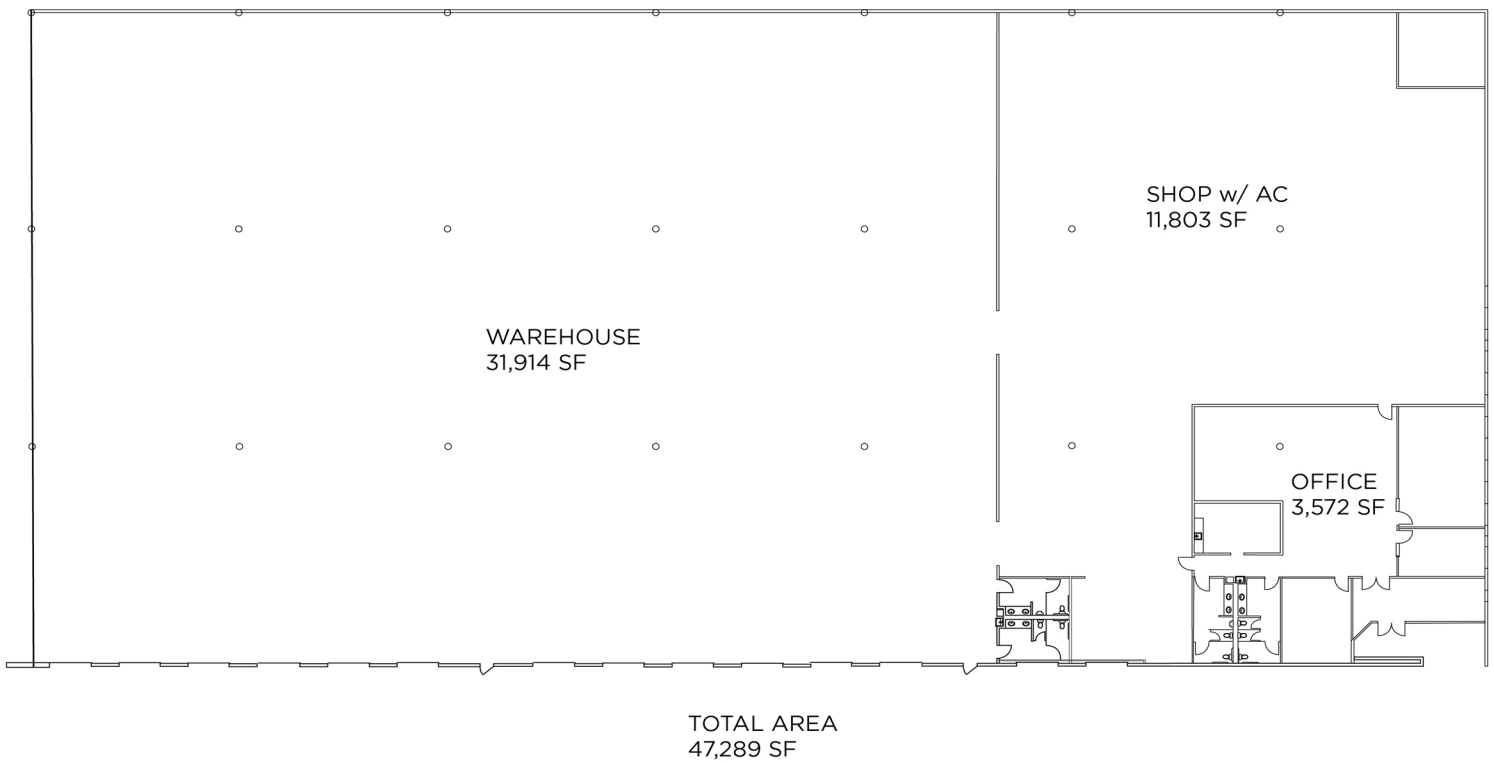 SHOP w/ AC
11,803 SF
WAREHOUSE
31,914 SF
OFFICE
3,572 SF
TOTAL AREA
47,289 SF